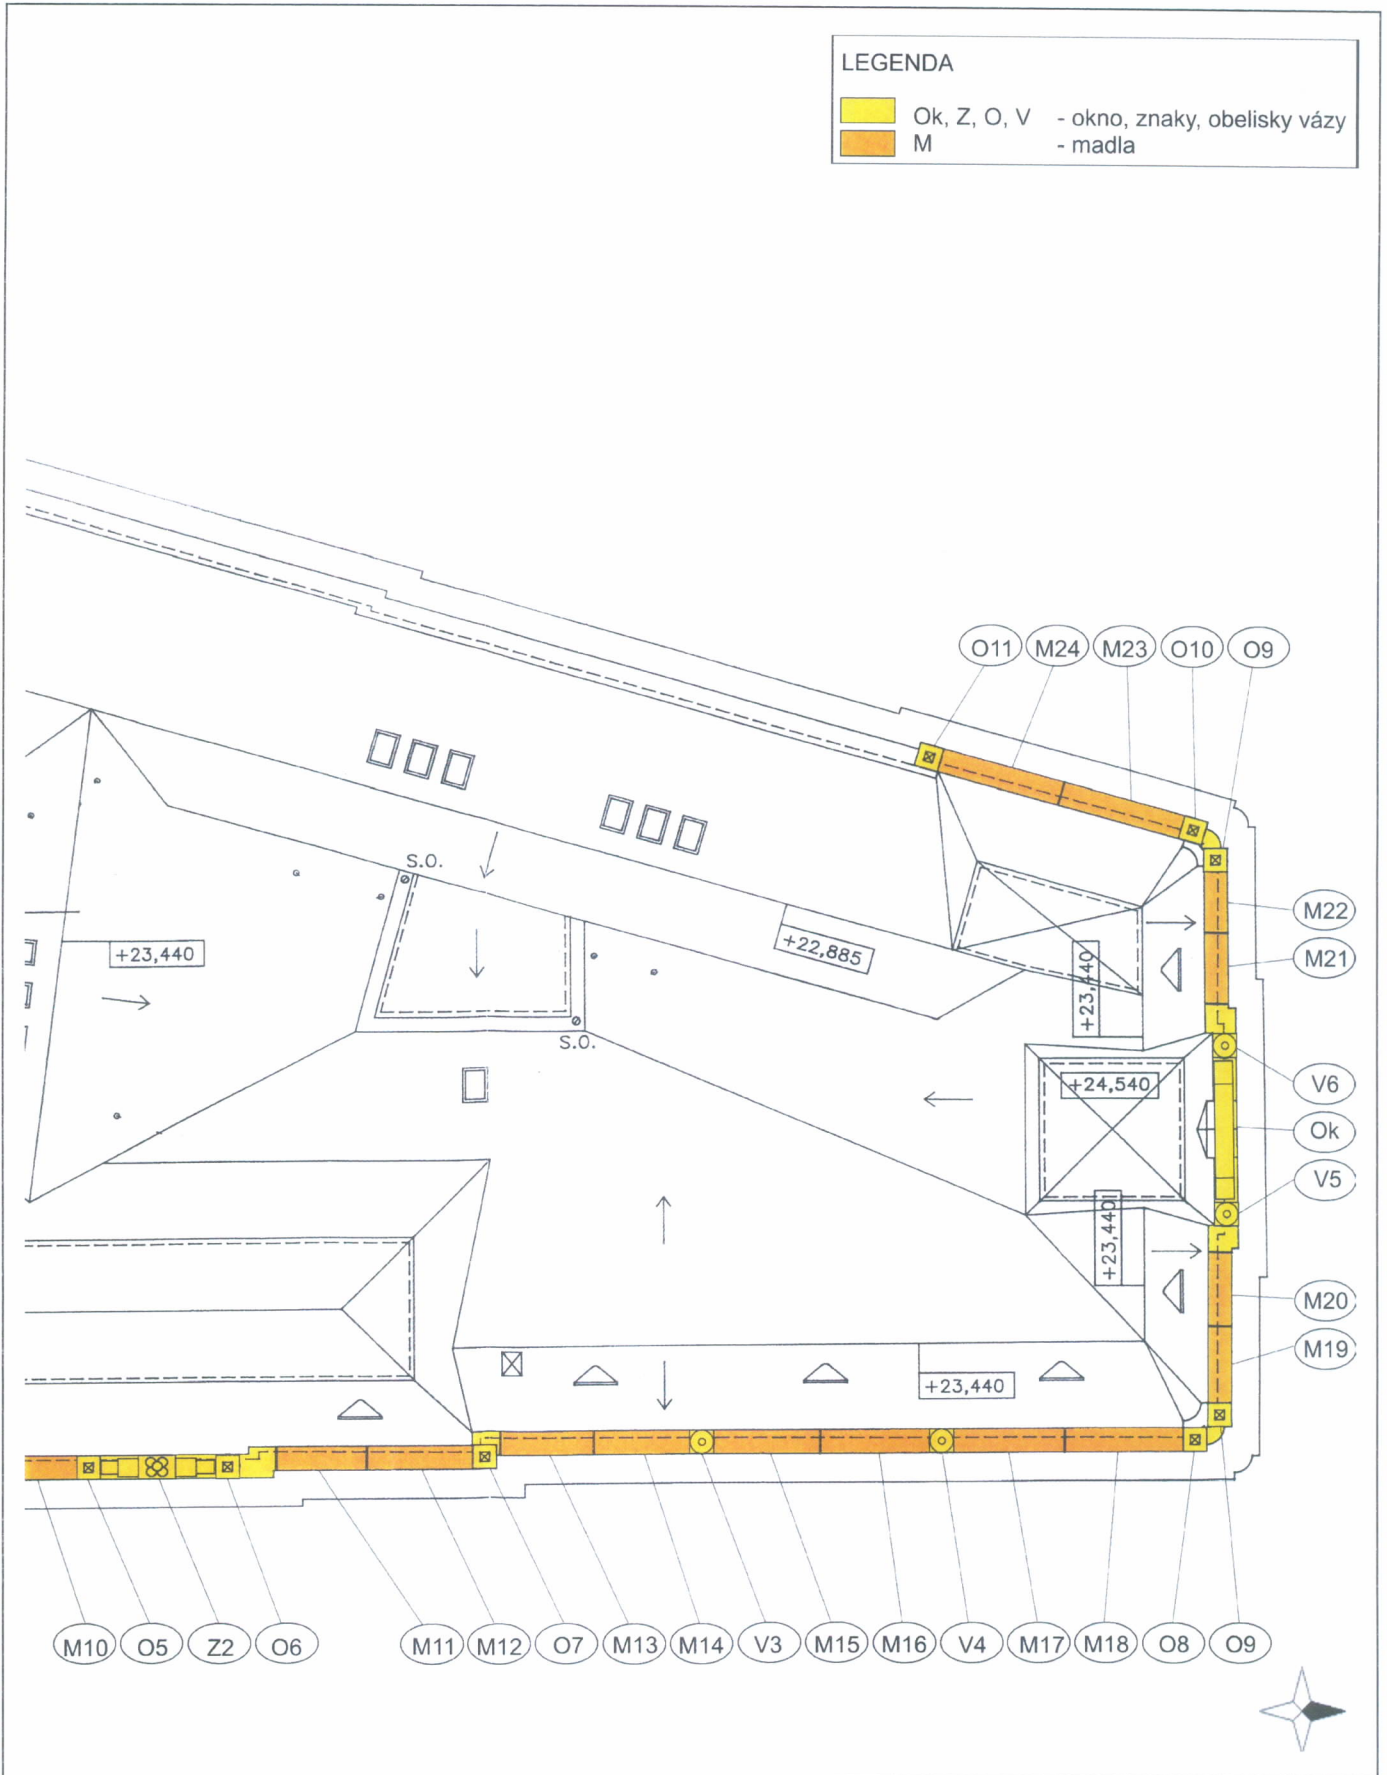 LEGENDA
Ok, Z, O, V - okno, znaky, obelisky vázy
M - madla
O11 M24 M23 O10 O9
S.O.
+22,885
M22
+23,440
+23,440
M21
S.O.
+24,540
V6
Ok
V5
+23,440
M20
M19
+23,440
M10 O5 Z2 O6 M11 M12 O7 M13 M14 V3 M15 M16 V4 M17 M18 O8 O9